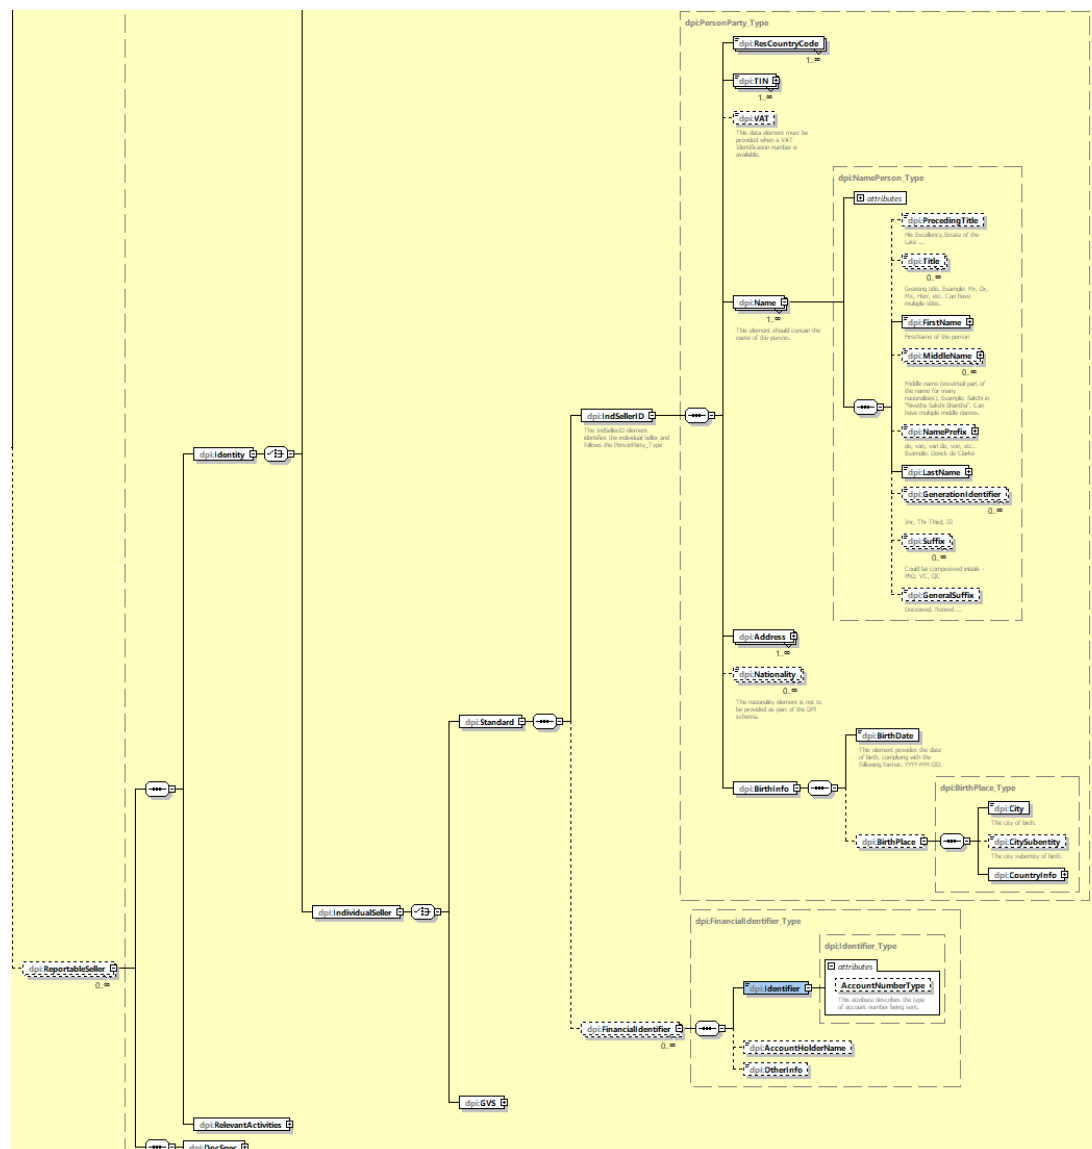 dpi:PersonParty_Type
dpi:ResCountryCode
1..∞
dpi:TIN
1..∞
dpi:VAT
This data element must be
provided when a VAT
Identification number is
available.
dpi:NamePerson_Type
attributes
dpi:PrecedingTitle
His Excellency,Estate of the
Late ...
dpi:Title
0..∞
Greeting title. Example: Mr, Dr,
Ms, Herr, etc. Can have
multiple titles.
dpi:Name
1..∞
This element should contain the
name of the person.
dpi:FirstName
FirstName of the person
dpi:MiddleName
0..∞
Middle name (essential part of
the name for many
nationalities). Example: Sakthi in
"Nivetha Sakthi Shantha". Can
have multiple middle names.
dpi:IndSellerID
The IndSellerID element
identifies the individual Seller and
follows the PersonParty_Type
dpi:NamePrefix
de, van, van de, von, etc.
Example: Derick de Clarke
dpi:Identity
dpi:LastName
dpi:GenerationIdentifier
0..∞
Jnr, Thr Third, III
dpi:Suffix
0..∞
Could be compressed initials -
PhD, VC, QC
dpi:GeneralSuffix
Deceased, Retired ...
dpi:Address
1..∞
dpi:Nationality
0..∞
The nationality element is not to
be provided as part of the DPI
schema.
dpi:Standard
dpi:BirthDate
This element provides the date
of birth, complying with the
following format: YYYY-MM-DD.
dpi:BirthInfo
dpi:BirthPlace_Type
dpi:City
The city of birth.
dpi:BirthPlace
dpi:CitySubentity
The city subentity of birth.
dpi:CountryInfo
dpi:IndividualSeller
dpi:FinancialIdentifier_Type
dpi:Identifier_Type
attributes
dpi:ReportableSeller
0..∞
dpi:Identifier
AccountNumberType
This attribute describes the type
of account number being sent.
dpi:FinancialIdentifier
0..∞
dpi:AccountHolderName
dpi:OtherInfo
dpi:GVS
dpi:RelevantActivities
dpi:DocSpec